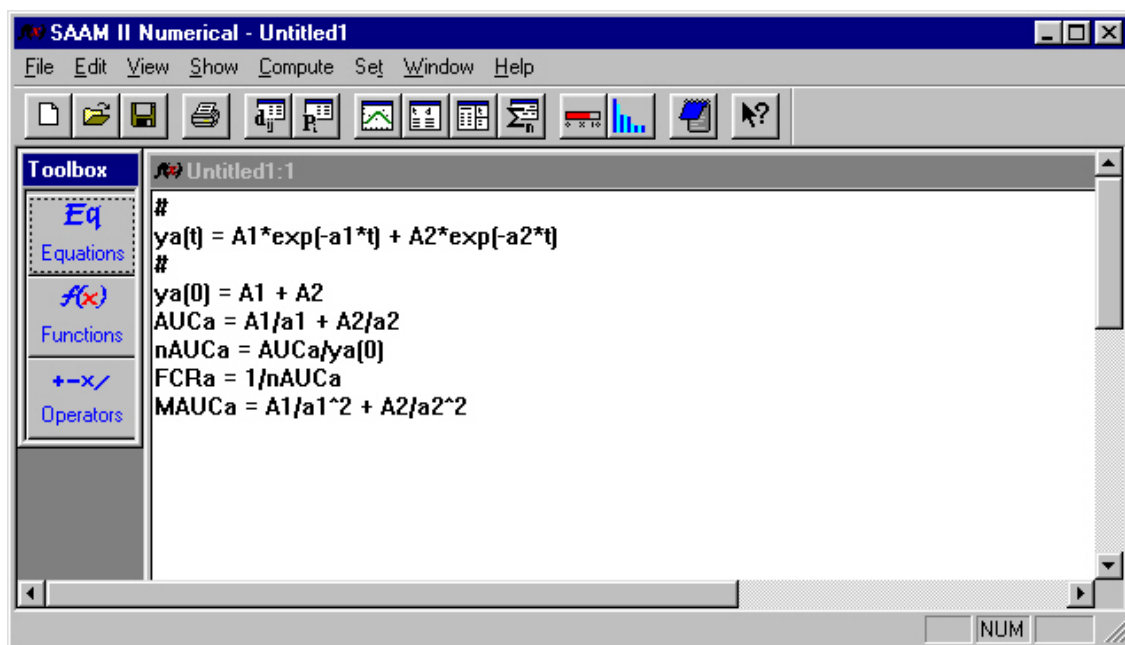 SAAM II Numerical - Untitled1
File Edit View Show Compute Set Window Help
Toolbox
Eq
Equations
f(x)
Functions
+-×/
Operators
Untitled1:1
#
ya(t) = A1*exp(-a1*t) + A2*exp(-a2*t)
#
ya(0) = A1 + A2
AUCa = A1/a1 + A2/a2
nAUCa = AUCa/ya(0)
FCRa = 1/nAUCa
MAUCa = A1/a1^2 + A2/a2^2
NUM